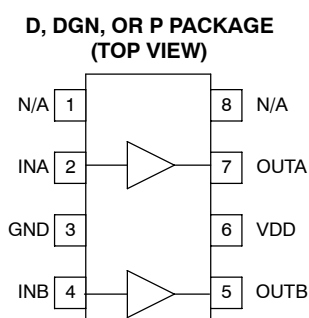 D, DGN, OR P PACKAGE
(TOP VIEW)
N/A 1 8 N/A
INA 2 7 OUTA
GND 3 6 VDD
INB 4 5 OUTB